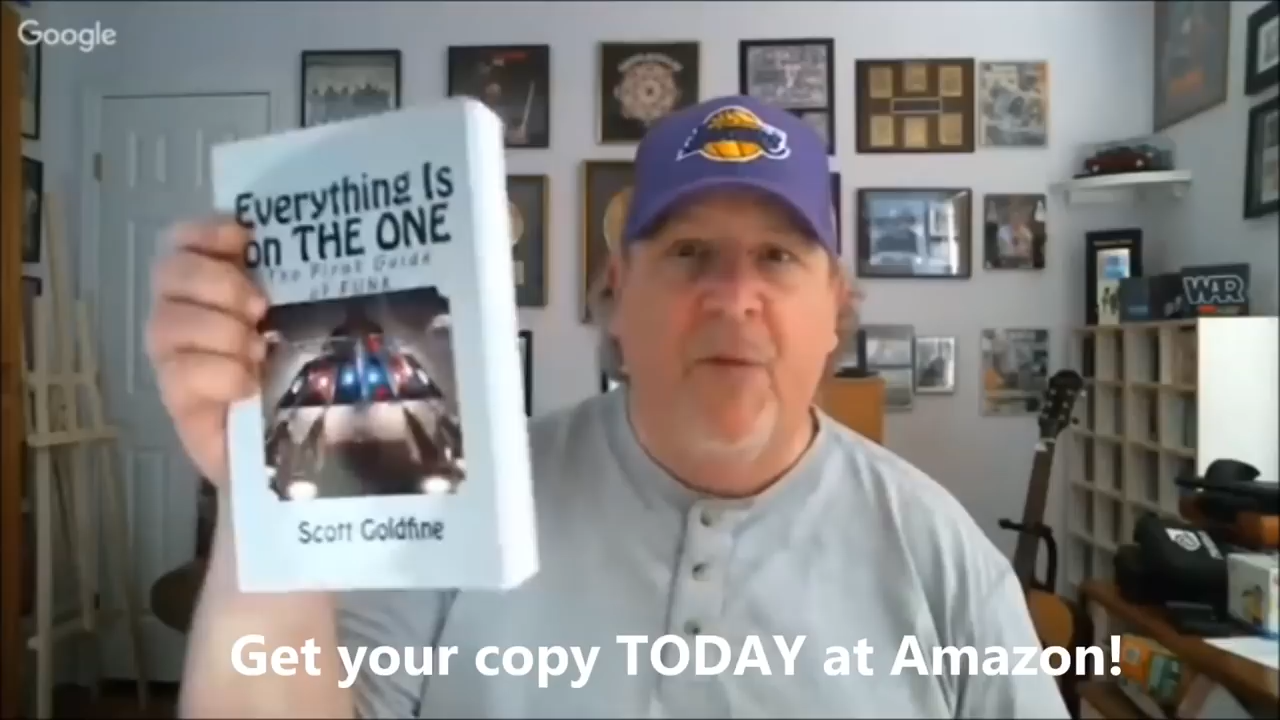 Google
Everything Is
on THE ONE
The First Guide
of FUNK
Scott Goldfine
WAR
Get your copy TODAY at Amazon!